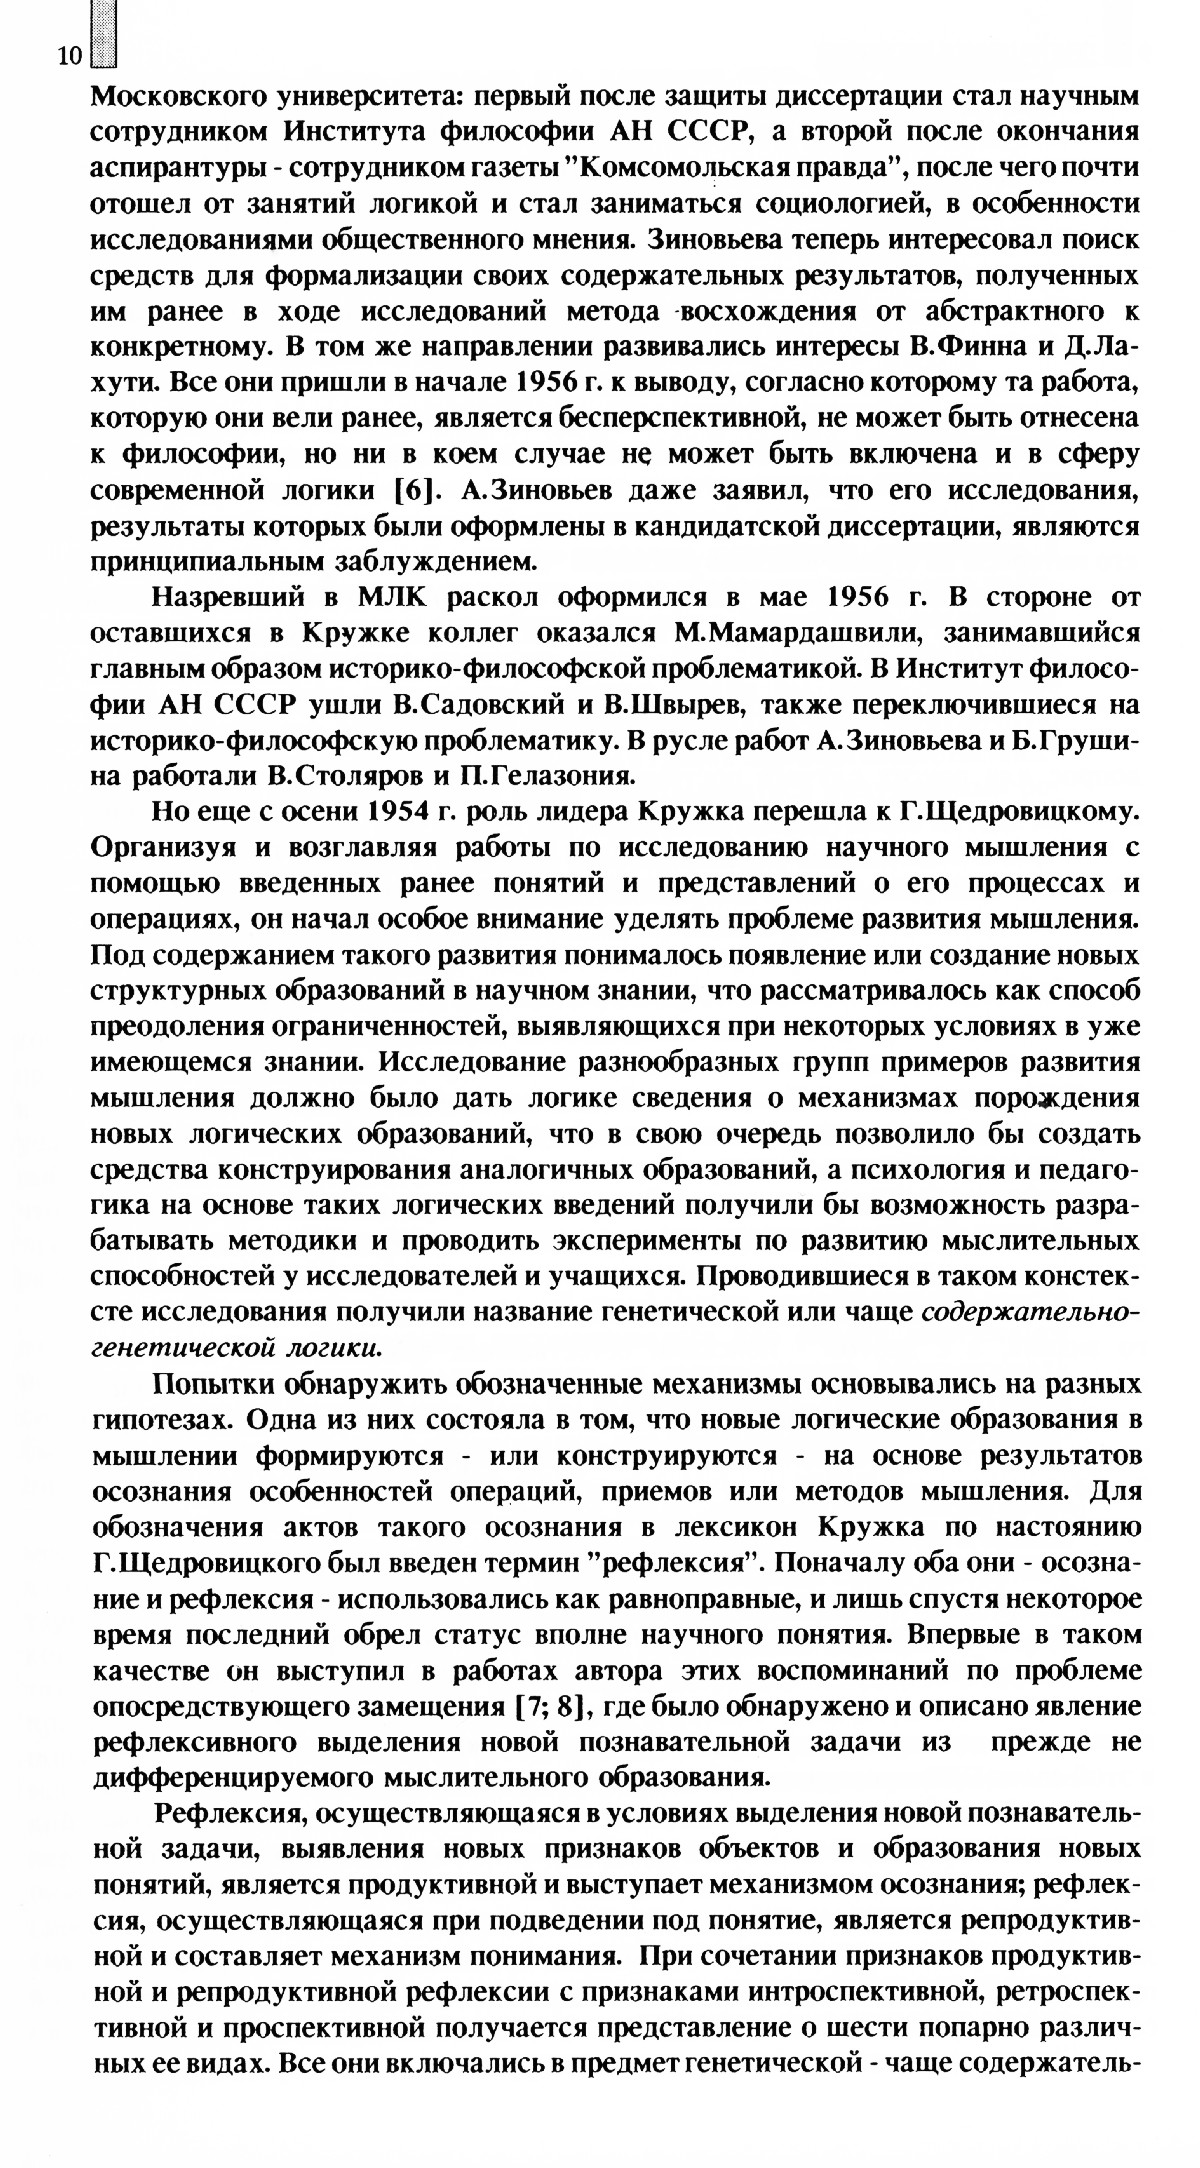 10
Московского университета: первый после защиты диссертации стал научным
сотрудником Института философии АН СССР, а второй после окончания
аспирантуры - сотрудником газеты "Комсомольская правда", после чего почти
отошел от занятий логикой и стал заниматься социологией, в особенности
исследованиями общественного мнения. Зиновьева теперь интересовал поиск
средств для формализации своих содержательных результатов, полученных
им ранее в ходе исследований метода восхождения от абстрактного к
конкретному. В том же направлении развивались интересы В.Финна и Д.Ла-
хути. Все они пришли в начале 1956 г. к выводу, согласно которому та работа,
которую они вели ранее, является бесперспективной, не может быть отнесена
к философии, но ни в коем случае не может быть включена и в сферу
современной логики [6]. А.Зиновьев даже заявил, что его исследования,
результаты которых были оформлены в кандидатской диссертации, являются
принципиальным заблуждением.
Назревший в МЛК раскол оформился в мае 1956 г. В стороне от
оставшихся в Кружке коллег оказался М.Мамардашвили, занимавшийся
главным образом историко-философской проблематикой. В Институт филосо-
фии АН СССР ушли В.Садовский и В.Швырев, также переключившиеся на
историко-философскую проблематику. В русле работ А.Зиновьева и Б.Груши-
на работали В.Столяров и П.Гелазония.
Но еще с осени 1954 г. роль лидера Кружка перешла к Г.Щедровицкому.
Организуя и возглавляя работы по исследованию научного мышления с
помощью введенных ранее понятий и представлений о его процессах и
операциях, он начал особое внимание уделять проблеме развития мышления.
Под содержанием такого развития понималось появление или создание новых
структурных образований в научном знании, что рассматривалось как способ
преодоления ограниченностей, выявляющихся при некоторых условиях в уже
имеющемся знании. Исследование разнообразных групп примеров развития
мышления должно было дать логике сведения о механизмах порождения
новых логических образований, что в свою очередь позволило бы создать
средства конструирования аналогичных образований, а психология и педаго-
гика на основе таких логических введений получили бы возможность разра-
батывать методики и проводить эксперименты по развитию мыслительных
способностей у исследователей и учащихся. Проводившиеся в таком констек-
сте исследования получили название генетической или чаще содержательно-
генетической логики.
Попытки обнаружить обозначенные механизмы основывались на разных
гипотезах. Одна из них состояла в том, что новые логические образования в
мышлении формируются - или конструируются - на основе результатов
осознания особенностей операций, приемов или методов мышления. Для
обозначения актов такого осознания в лексикон Кружка по настоянию
Г.Щедровицкого был введен термин "рефлексия". Поначалу оба они - осозна-
ние и рефлексия - использовались как равноправные, и лишь спустя некоторое
время последний обрел статус вполне научного понятия. Впервые в таком
качестве он выступил в работах автора этих воспоминаний по проблеме
опосредствующего замещения [7; 8], где было обнаружено и описано явление
рефлексивного выделения новой познавательной задачи из прежде не
дифференцируемого мыслительного образования.
Рефлексия, осуществляющаяся в условиях выделения новой познаватель-
ной задачи, выявления новых признаков объектов и образования новых
понятий, является продуктивной и выступает механизмом осознания; рефлек-
сия, осуществляющаяся при подведении под понятие, является репродуктив-
ной и составляет механизм понимания. При сочетании признаков продуктив-
ной и репродуктивной рефлексии с признаками интроспективной, ретроспек-
тивной и проспективной получается представление о шести попарно различ-
ных ее видах. Все они включались в предмет генетической - чаще содержатель-